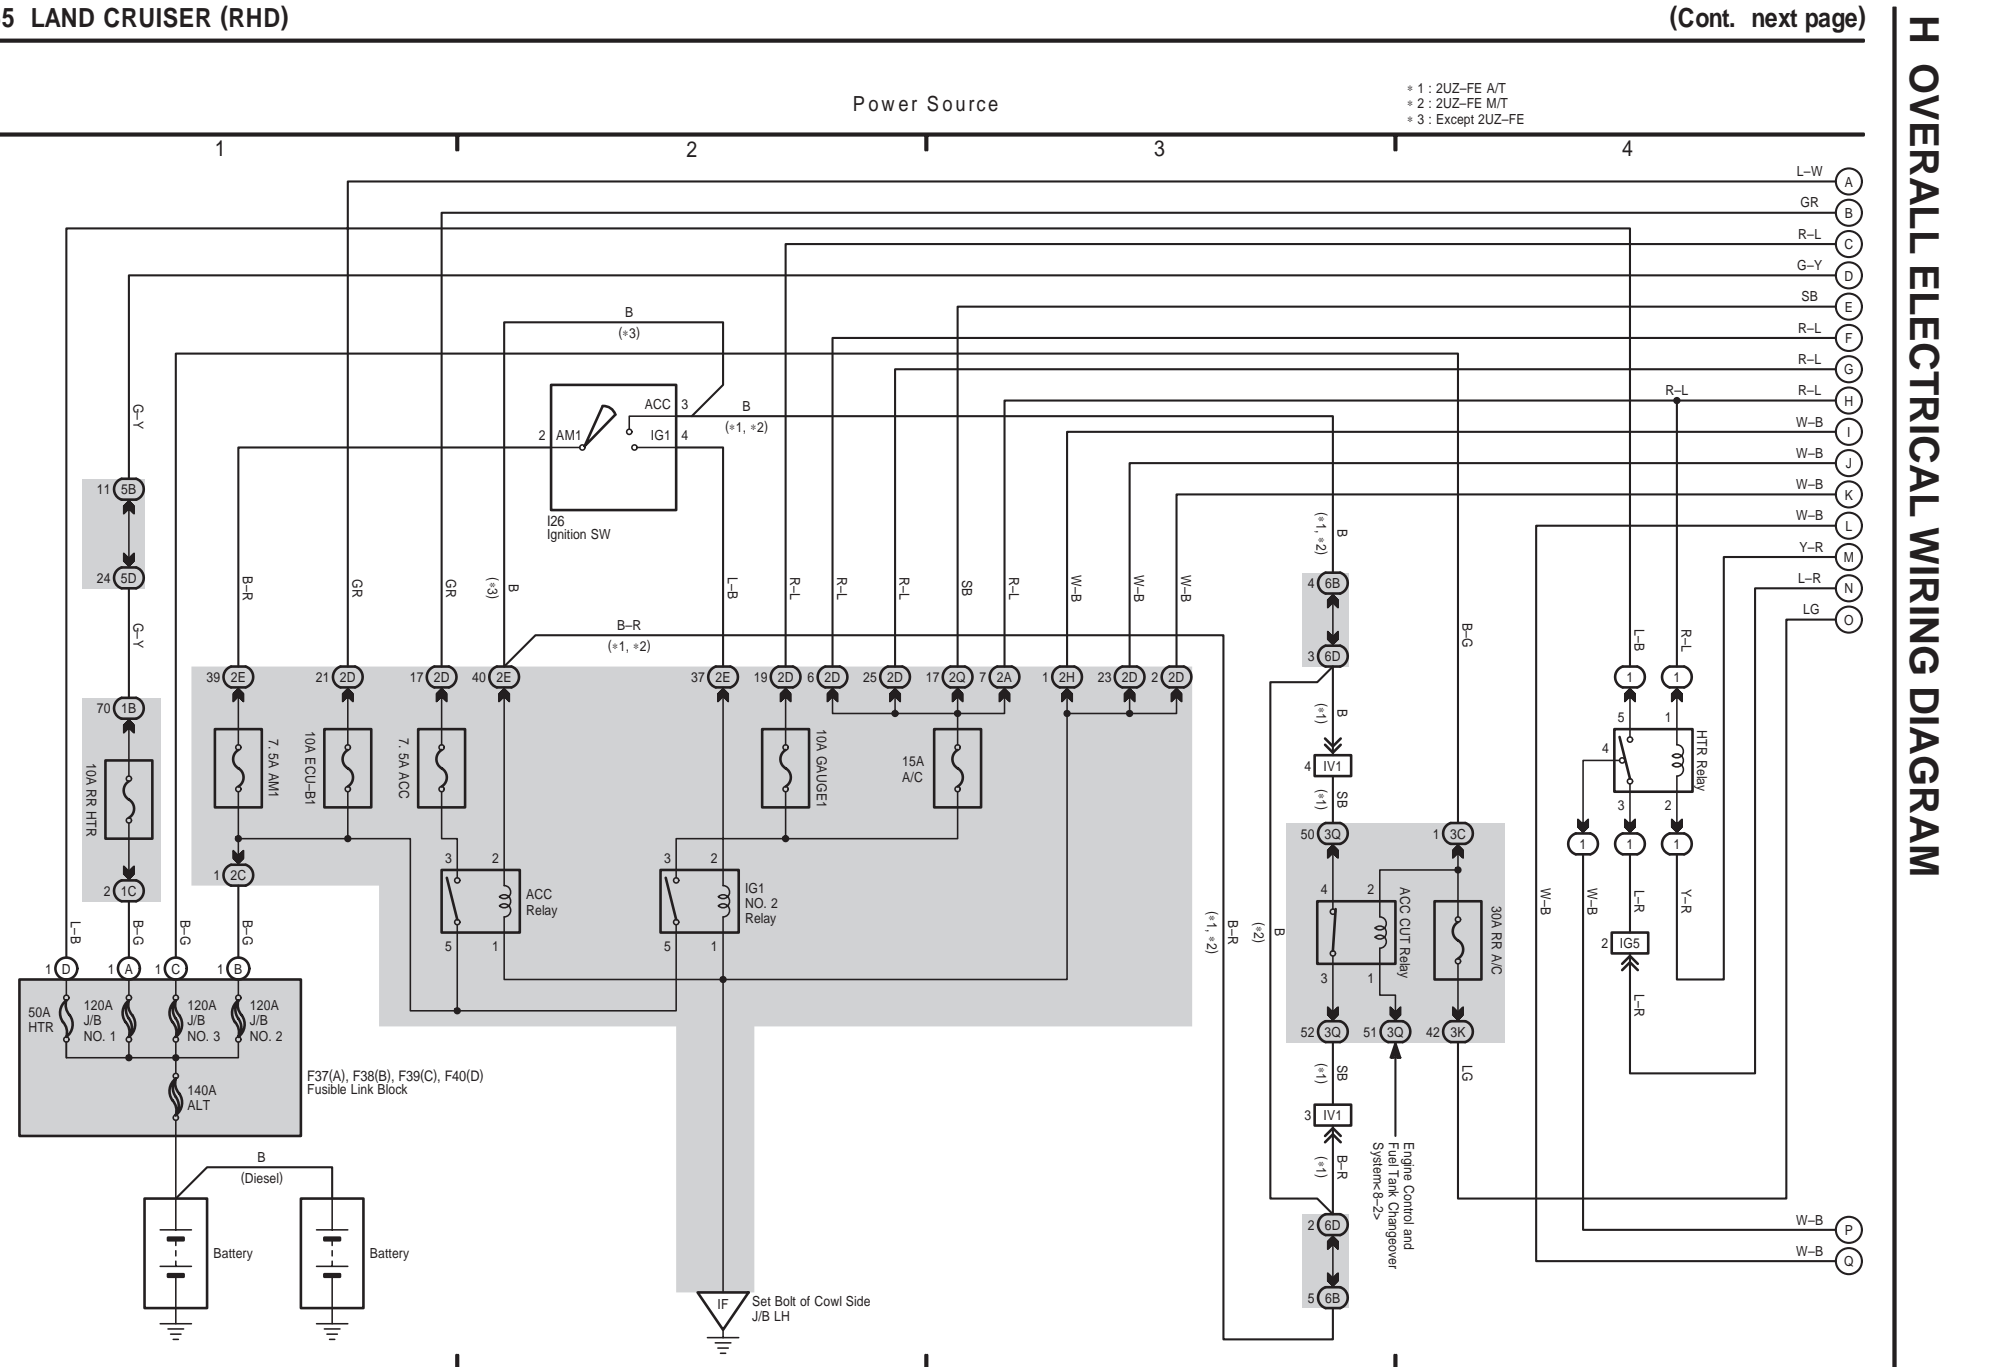 5 LAND CRUISER (RHD)
(Cont. next page)
H OVERALL ELECTRICAL WIRING DIAGRAM
Power Source
∗ 1 : 2UZ–FE A/T
∗ 2 : 2UZ–FE M/T
∗ 3 : Except 2UZ–FE
1 2 3 4
L–W A
GR B
R–L C
G–Y D
SB E
R–L F
R–L G
R–L R–L H
W–B I
W–B J
W–B K
W–B L
Y–R M
L–R N
LG O
B
(∗3)
G–Y
ACC 3
B
(∗1, ∗2)
2 AM1
IG1 4
I26
Ignition SW
11 5B
24 5D
G–Y
B–R
GR
GR
B
(∗3)
L–B
R–L
R–L
R–L
SB
R–L
W–B
W–B
W–B
B
(∗1, ∗2)
4 6B
3 6D
B–G
L–B
R–L
B–R
(∗1, ∗2)
39 2E
21 2D
17 2D
40 2E
37 2E
19 2D
6 2D
25 2D
17 2Q
7 2A
1 2H
23 2D
2 2D
1
1
70 1B
10A RR HTR
2 1C
7. 5A AM1
10A ECU–B1
7. 5A ACC
10A GAUGE1
15A
A/C
B
(∗1)
4 IV1
SB
(∗1)
5 1
4
HTR Relay
3 2
1
1
1
1 2C
3 2
ACC
Relay
5 1
3 2
IG1
NO. 2
Relay
5 1
50 3Q
1 3C
4 2
ACC CUT Relay
3 1
30A RR A/C
52 3Q
51 3Q
42 3K
L–B
B–G
B–G
B–G
B–R
(∗1, ∗2)
B
(∗2)
W–B
W–B
L–R
Y–R
2 IG5
L–R
1 D
1 A
1 C
1 B
50A
HTR
120A
J/B
NO. 1
120A
J/B
NO. 3
120A
J/B
NO. 2
140A
ALT
F37(A), F38(B), F39(C), F40(D)
Fusible Link Block
SB
(∗1)
3 IV1
B–R
(∗1)
LG
Engine Control and
Fuel Tank Changeover
System<8–2>
B
(Diesel)
Battery
Battery
2 6D
5 6B
W–B P
W–B Q
IF
Set Bolt of Cowl Side
J/B LH